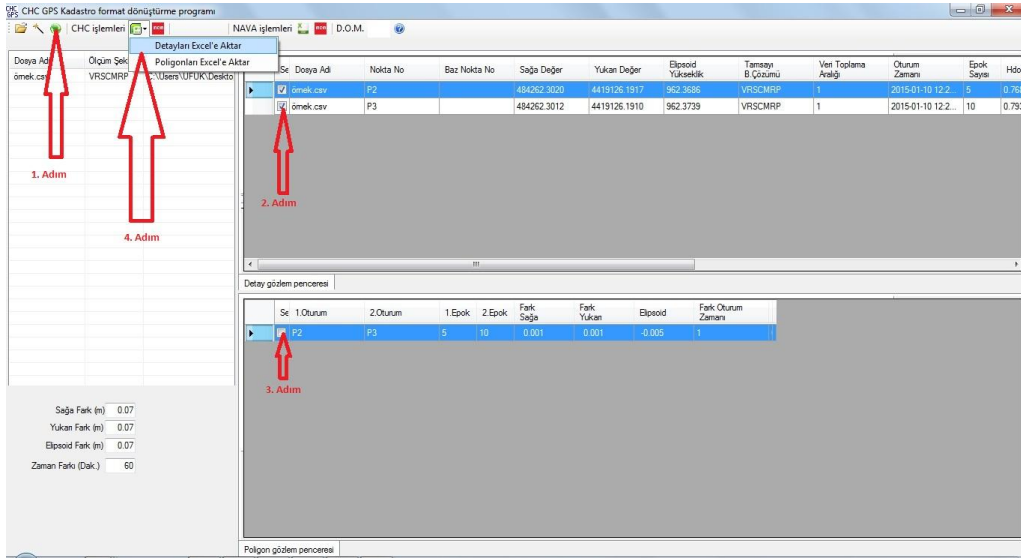 CHC GPS Kadastro format dönüştürme programı
CHC işlemleri NAVA işlemleri D.O.M.
Detayları Excel'e Aktar
Poligonları Excel'e Aktar
Dosya Adı Ölçüm Şek
örnek.csv VRSCMRP C:\Users\UFUK\Deskto
Se Dosya Adi Nokta No Baz Nokta No Sağa Değer Yukarı Değer Elipsoid Yükseklik Tamsayı B.Çözümü Veri Toplama Aralığı Oturum Zamanı Epok Sayısı Hdo
örnek.csv P2 484262.3020 4419126.1917 962.3686 VRSCMRP 1 2015-01-10 12:2... 5 0.768
örnek.csv P3 484262.3012 4419126.1910 962.3739 VRSCMRP 1 2015-01-10 12:2... 10 0.793
1. Adım
2. Adım
4. Adım
Detay gözlem penceresi
Se 1.Oturum 2.Oturum 1.Epok 2.Epok Fark Sağa Fark Yukarı Elipsoid Fark Oturum Zamanı
P2 P3 5 10 0.001 0.001 -0.005 1
3. Adım
Sağa Fark (m) 0.07
Yukarı Fark (m) 0.07
Elipsoid Fark (m) 0.07
Zaman Farkı (Dak.) 60
Poligon gözlem penceresi